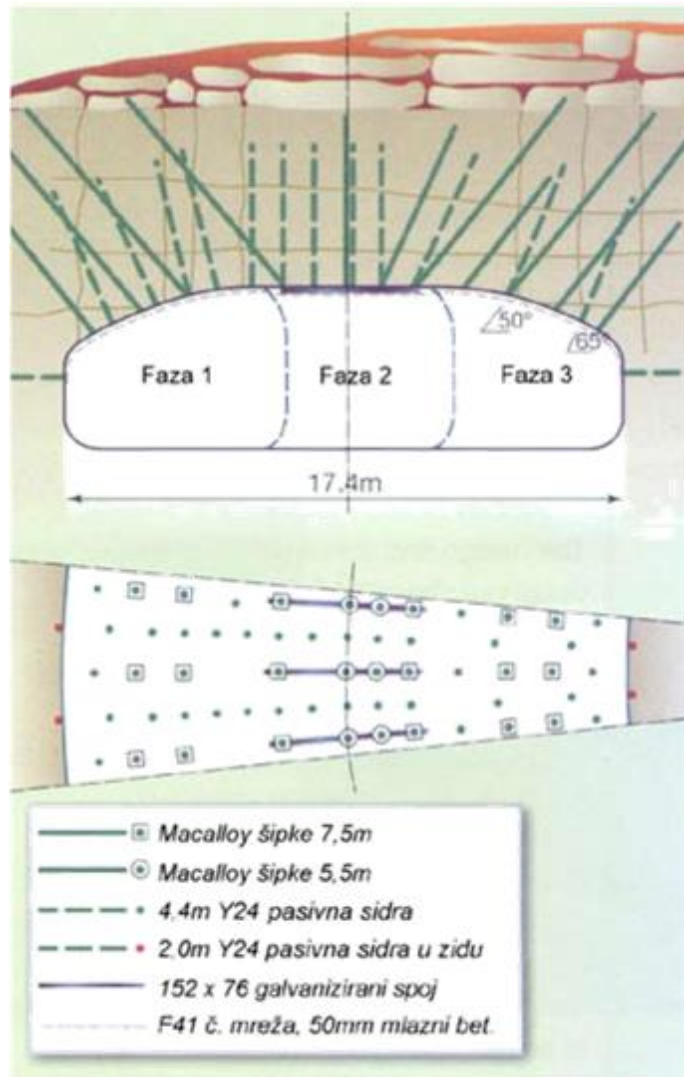 50°
65°
Faza 1
Faza 2
Faza 3
17,4m
Macalloy šipke 7,5m
Macalloy šipke 5,5m
4,4m Y24 pasivna sidra
2,0m Y24 pasivna sidra u zidu
152 x 76 galvanizirani spoj
F41 č. mreža, 50mm mlazni bet.